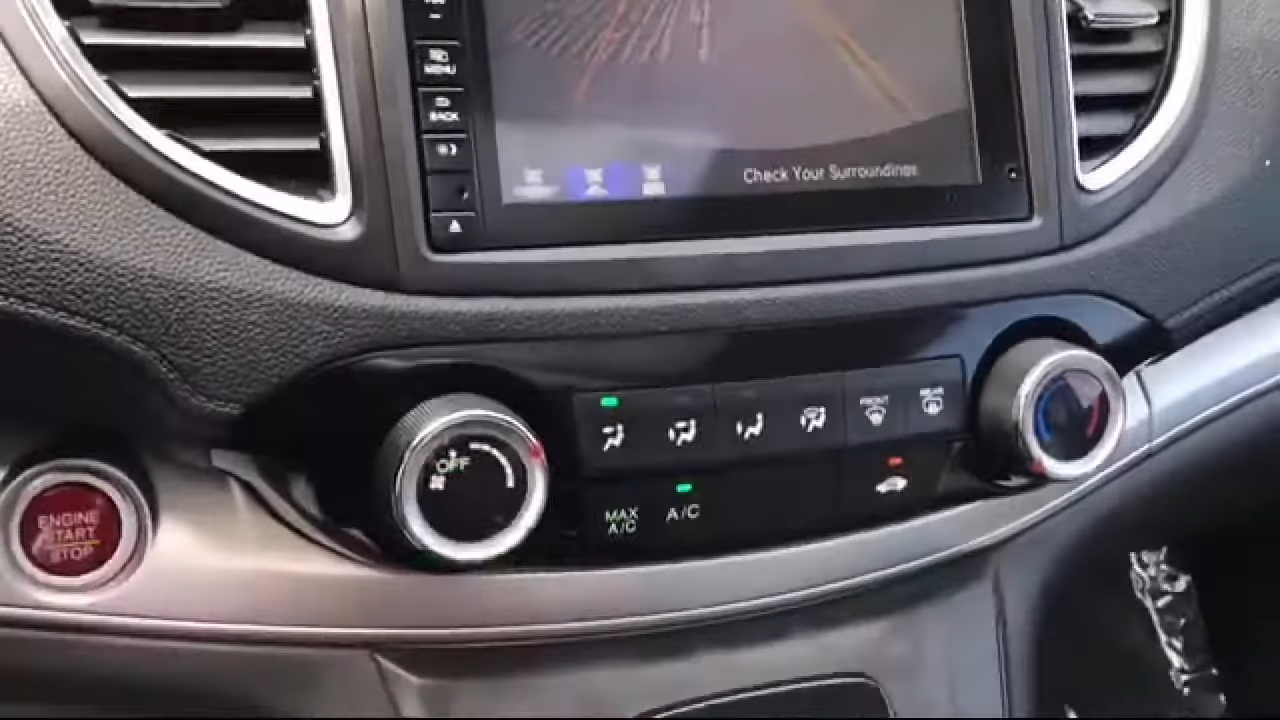 MENU
BACK
Check Your Surroundings
OFF
FRONT
REAR
MAX
A/C
A/C
ENGINE
START
STOP